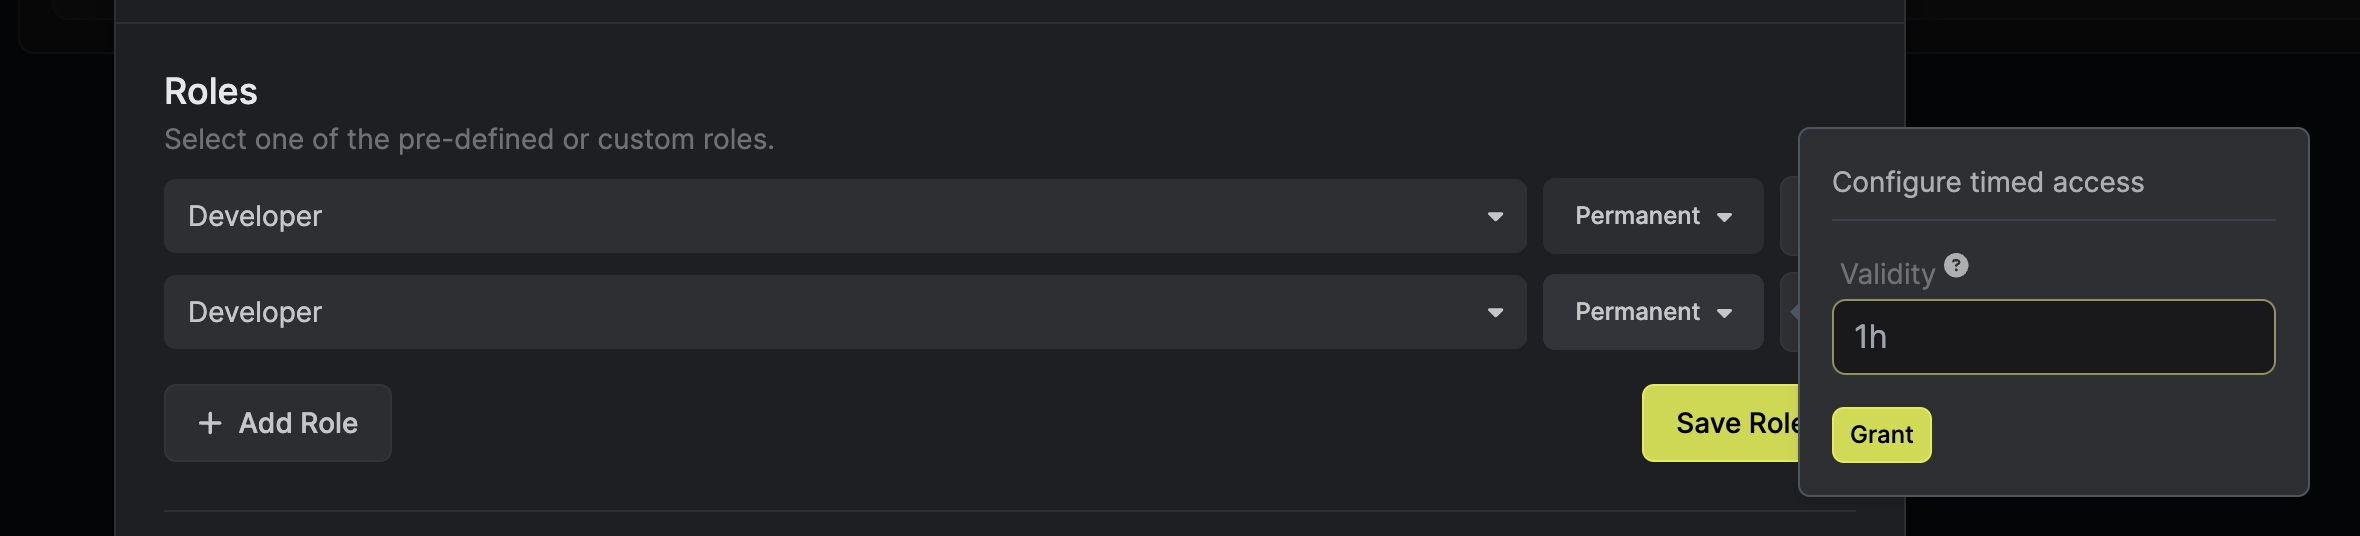 Roles
Select one of the pre-defined or custom roles.
Developer
Permanent
Developer
Permanent
+ Add Role
Save Role
Configure timed access
Validity ?
1h
Grant